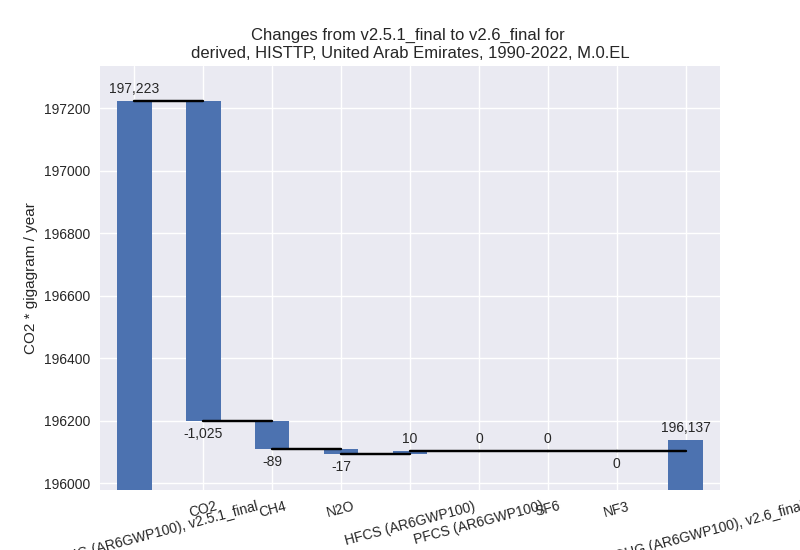 Changes from v2.5.1_final to v2.6_final for
derived, HISTTP, United Arab Emirates, 1990-2022, M.0.EL
CO2 * gigagram / year
197200
197000
196800
196600
196400
196200
196000
197,223
-1,025
-89
-17
10
0
0
0
196,137
(AR6GWP100), v2.5.1_final
CO2
CH4
N2O
HFCS (AR6GWP100)
PFCS (AR6GWP100)
SF6
NF3
(AR6GWP100), v2.6_final